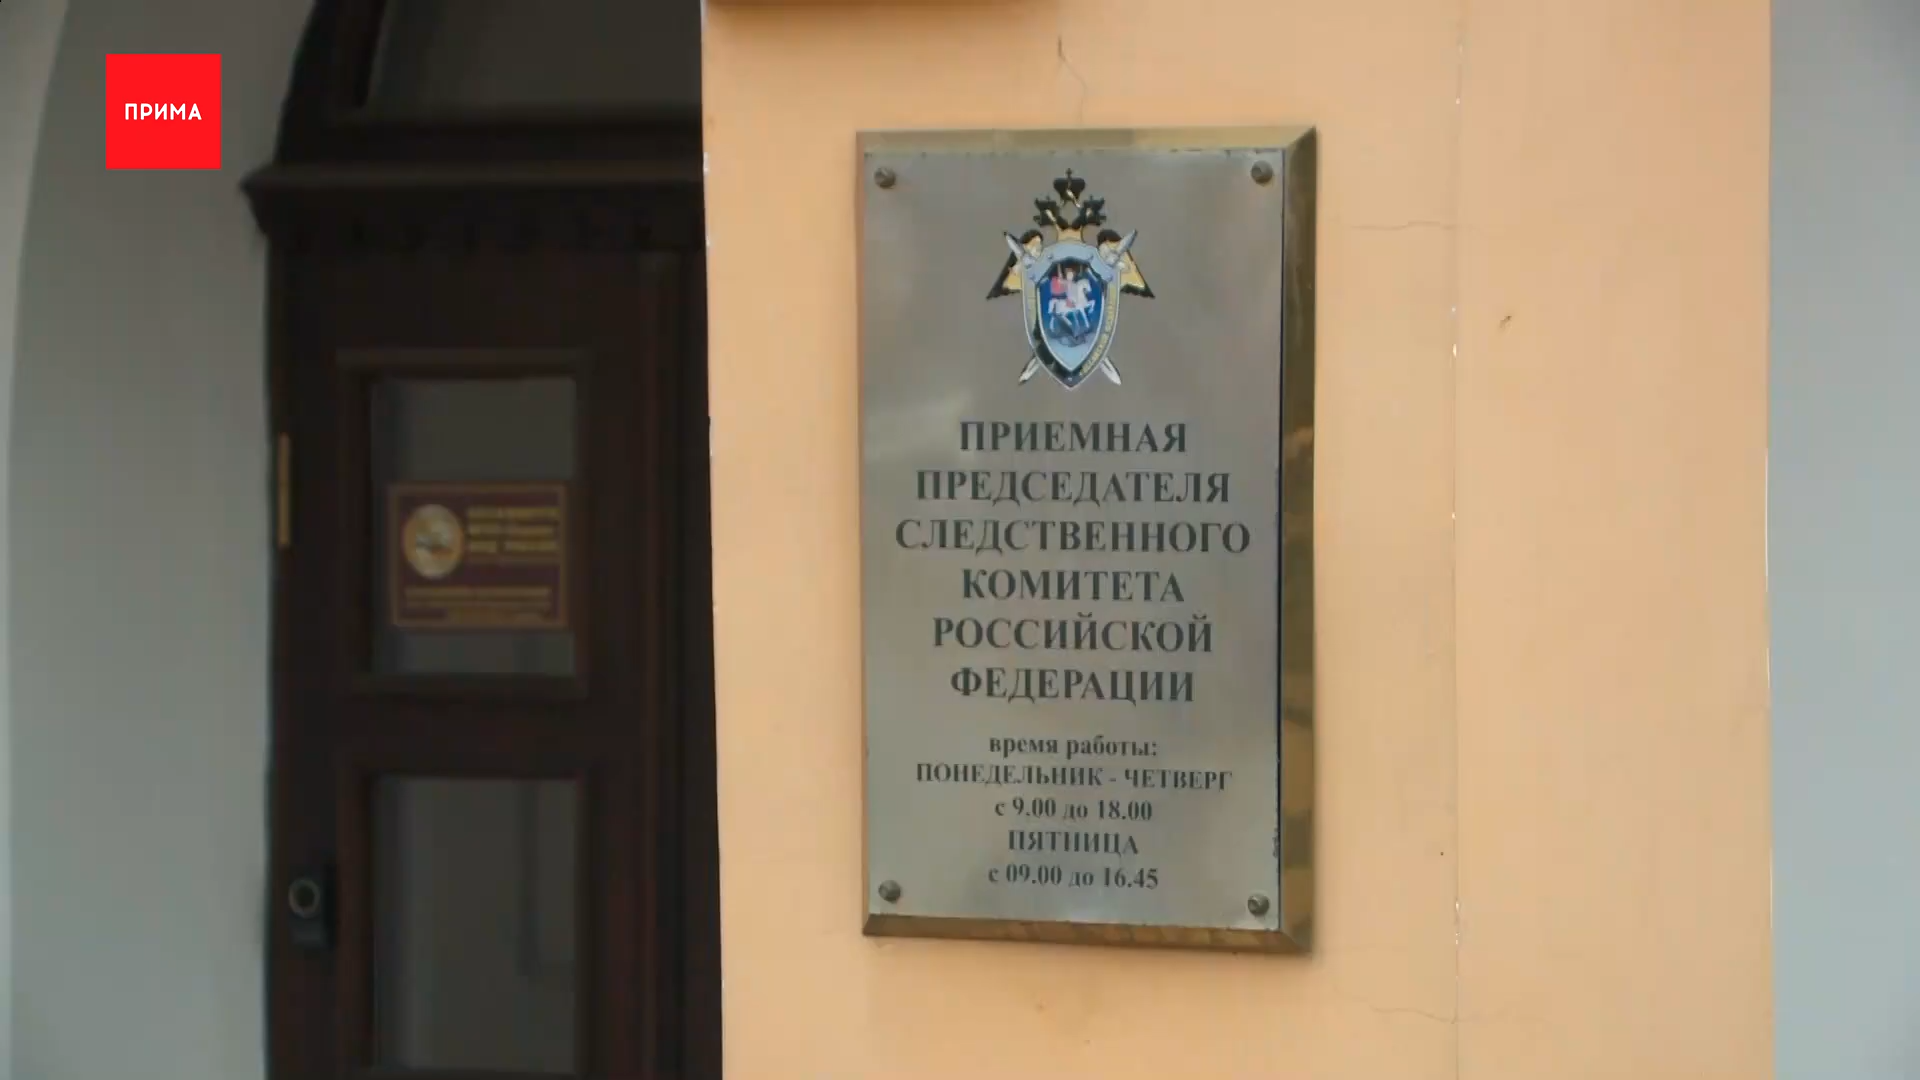 ПРИМА
ПРИЕМНАЯ
ПРЕДСЕДАТЕЛЯ
СЛЕДСТВЕННОГО
КОМИТЕТА
РОССИЙСКОЙ
ФЕДЕРАЦИИ
время работы:
ПОНЕДЕЛЬНИК - ЧЕТВЕРГ
с 9.00 до 18.00
ПЯТНИЦА
с 09.00 до 16.45